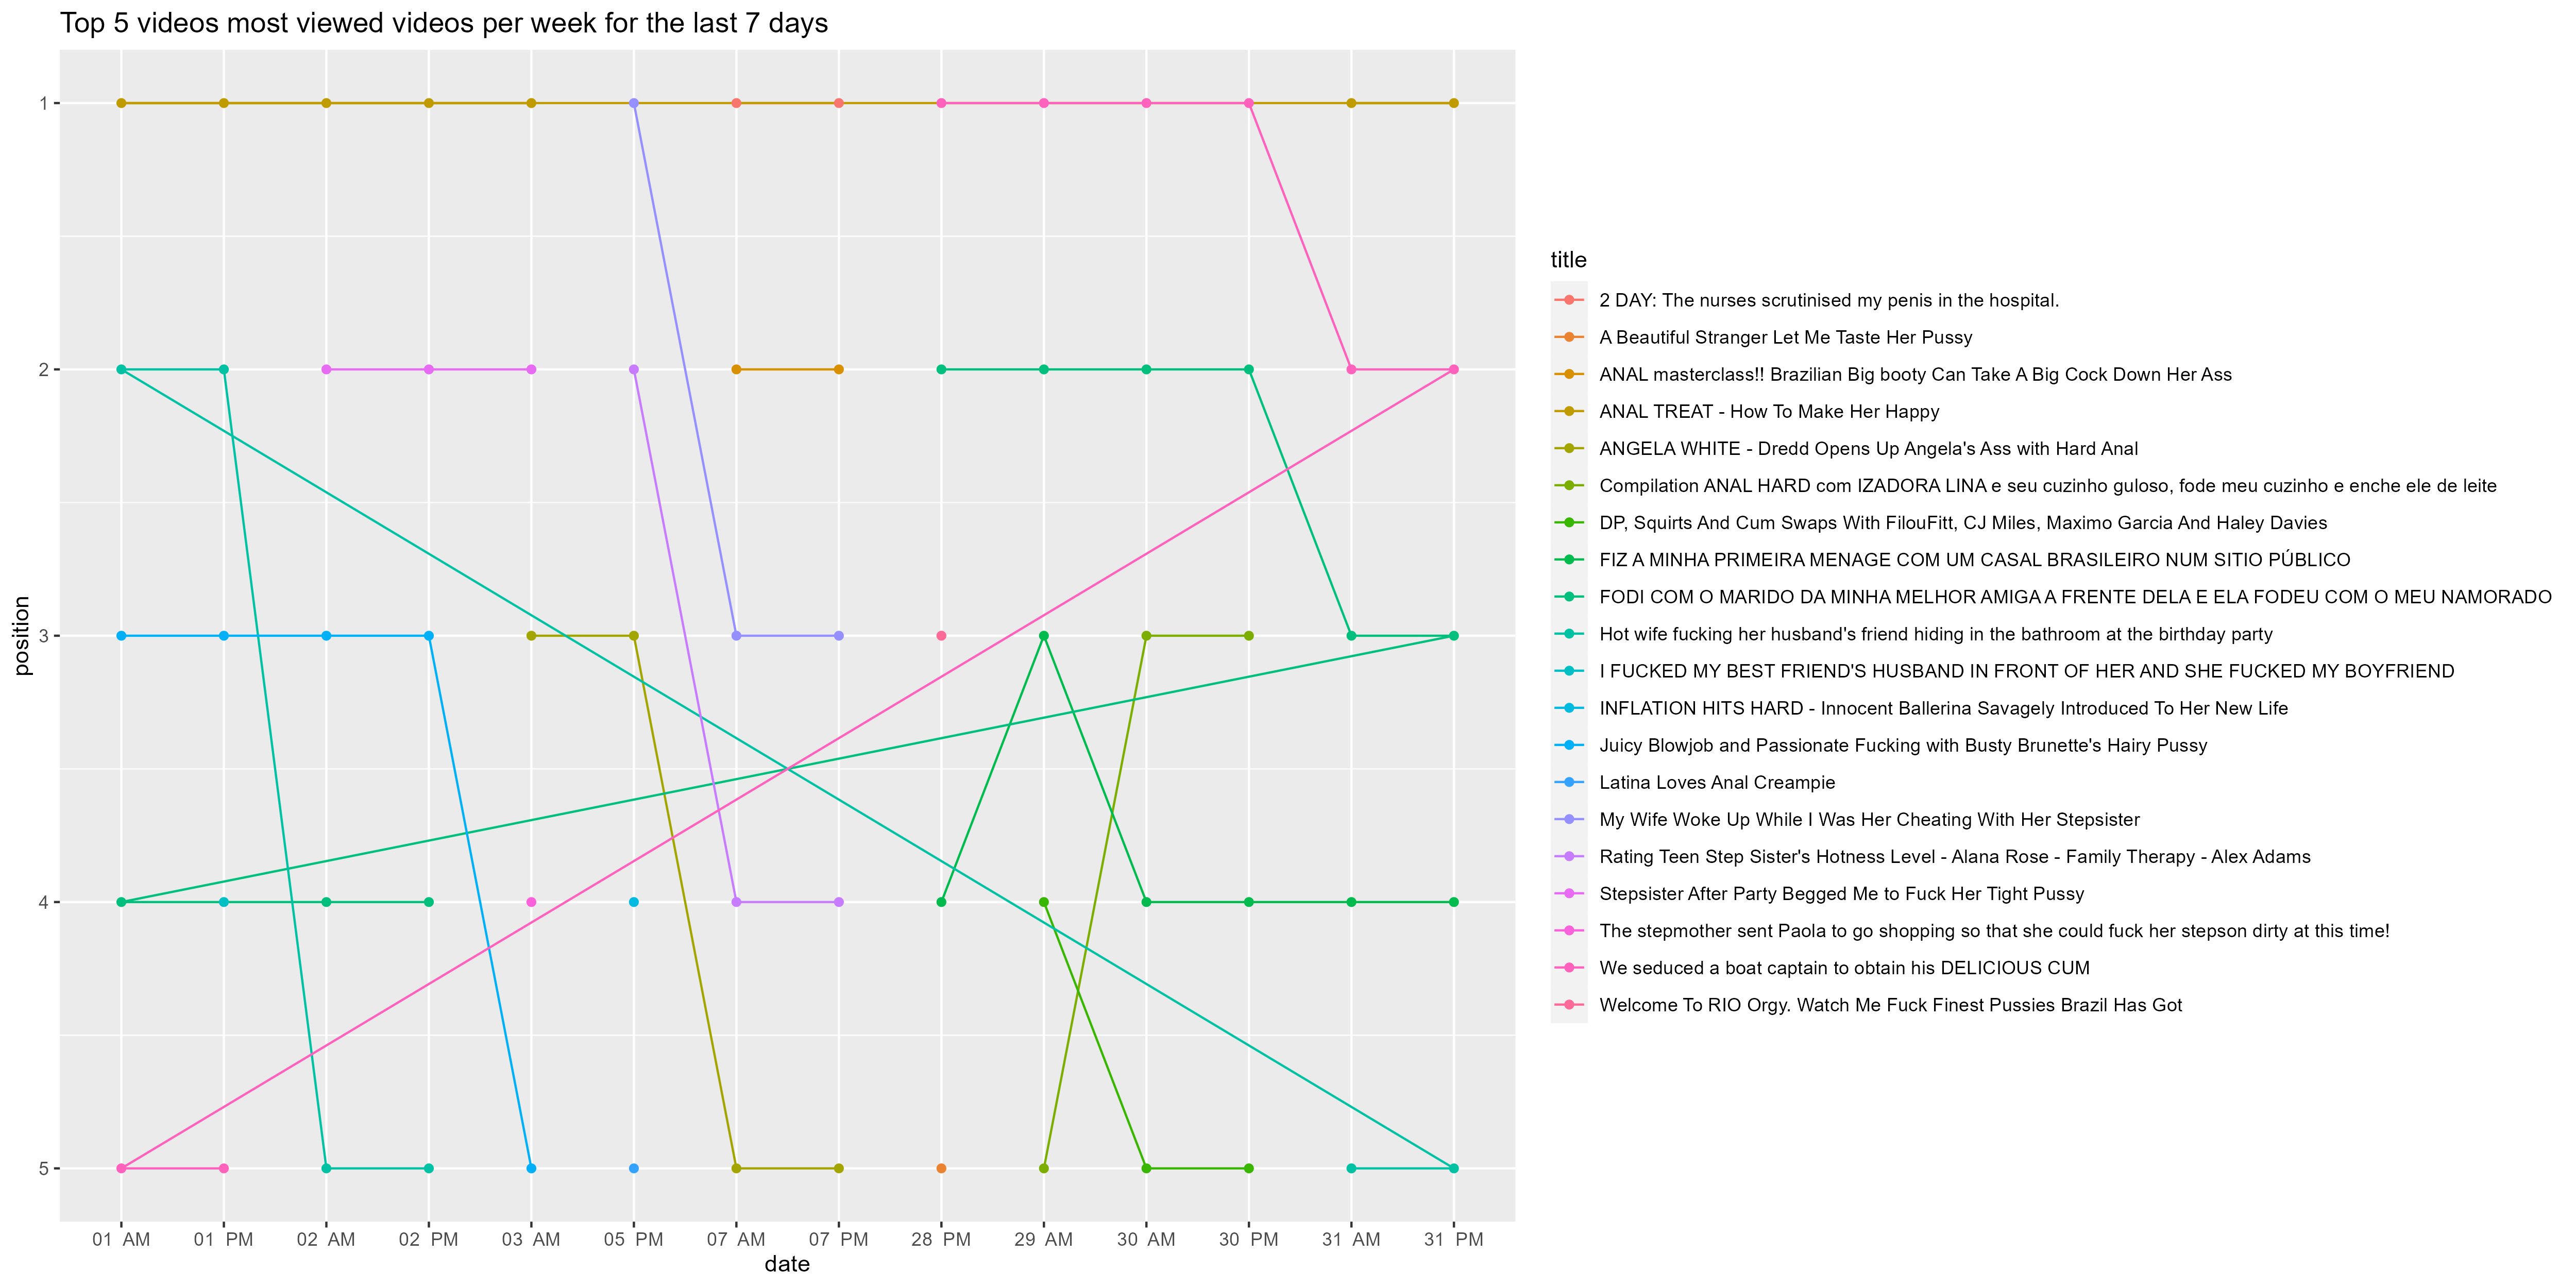 Top 5 videos most viewed videos per week for the last 7 days
position
1
2
3
4
5
01 AM
01 PM
02 AM
02 PM
03 AM
05 PM
07 AM
07 PM
28 PM
29 AM
30 AM
30 PM
31 AM
31 PM
date
title
2 DAY: The nurses scrutinised my penis in the hospital.
A Beautiful Stranger Let Me Taste Her Pussy
ANAL masterclass!! Brazilian Big booty Can Take A Big Cock Down Her Ass
ANAL TREAT - How To Make Her Happy
ANGELA WHITE - Dredd Opens Up Angela's Ass with Hard Anal
Compilation ANAL HARD com IZADORA LINA e seu cuzinho guloso, fode meu cuzinho e enche ele de leite
DP, Squirts And Cum Swaps With FilouFitt, CJ Miles, Maximo Garcia And Haley Davies
FIZ A MINHA PRIMEIRA MENAGE COM UM CASAL BRASILEIRO NUM SITIO PÚBLICO
FODI COM O MARIDO DA MINHA MELHOR AMIGA A FRENTE DELA E ELA FODEU COM O MEU NAMORADO
Hot wife fucking her husband's friend hiding in the bathroom at the birthday party
I FUCKED MY BEST FRIEND'S HUSBAND IN FRONT OF HER AND SHE FUCKED MY BOYFRIEND
INFLATION HITS HARD - Innocent Ballerina Savagely Introduced To Her New Life
Juicy Blowjob and Passionate Fucking with Busty Brunette's Hairy Pussy
Latina Loves Anal Creampie
My Wife Woke Up While I Was Her Cheating With Her Stepsister
Rating Teen Step Sister's Hotness Level - Alana Rose - Family Therapy - Alex Adams
Stepsister After Party Begged Me to Fuck Her Tight Pussy
The stepmother sent Paola to go shopping so that she could fuck her stepson dirty at this time!
We seduced a boat captain to obtain his DELICIOUS CUM
Welcome To RIO Orgy. Watch Me Fuck Finest Pussies Brazil Has Got